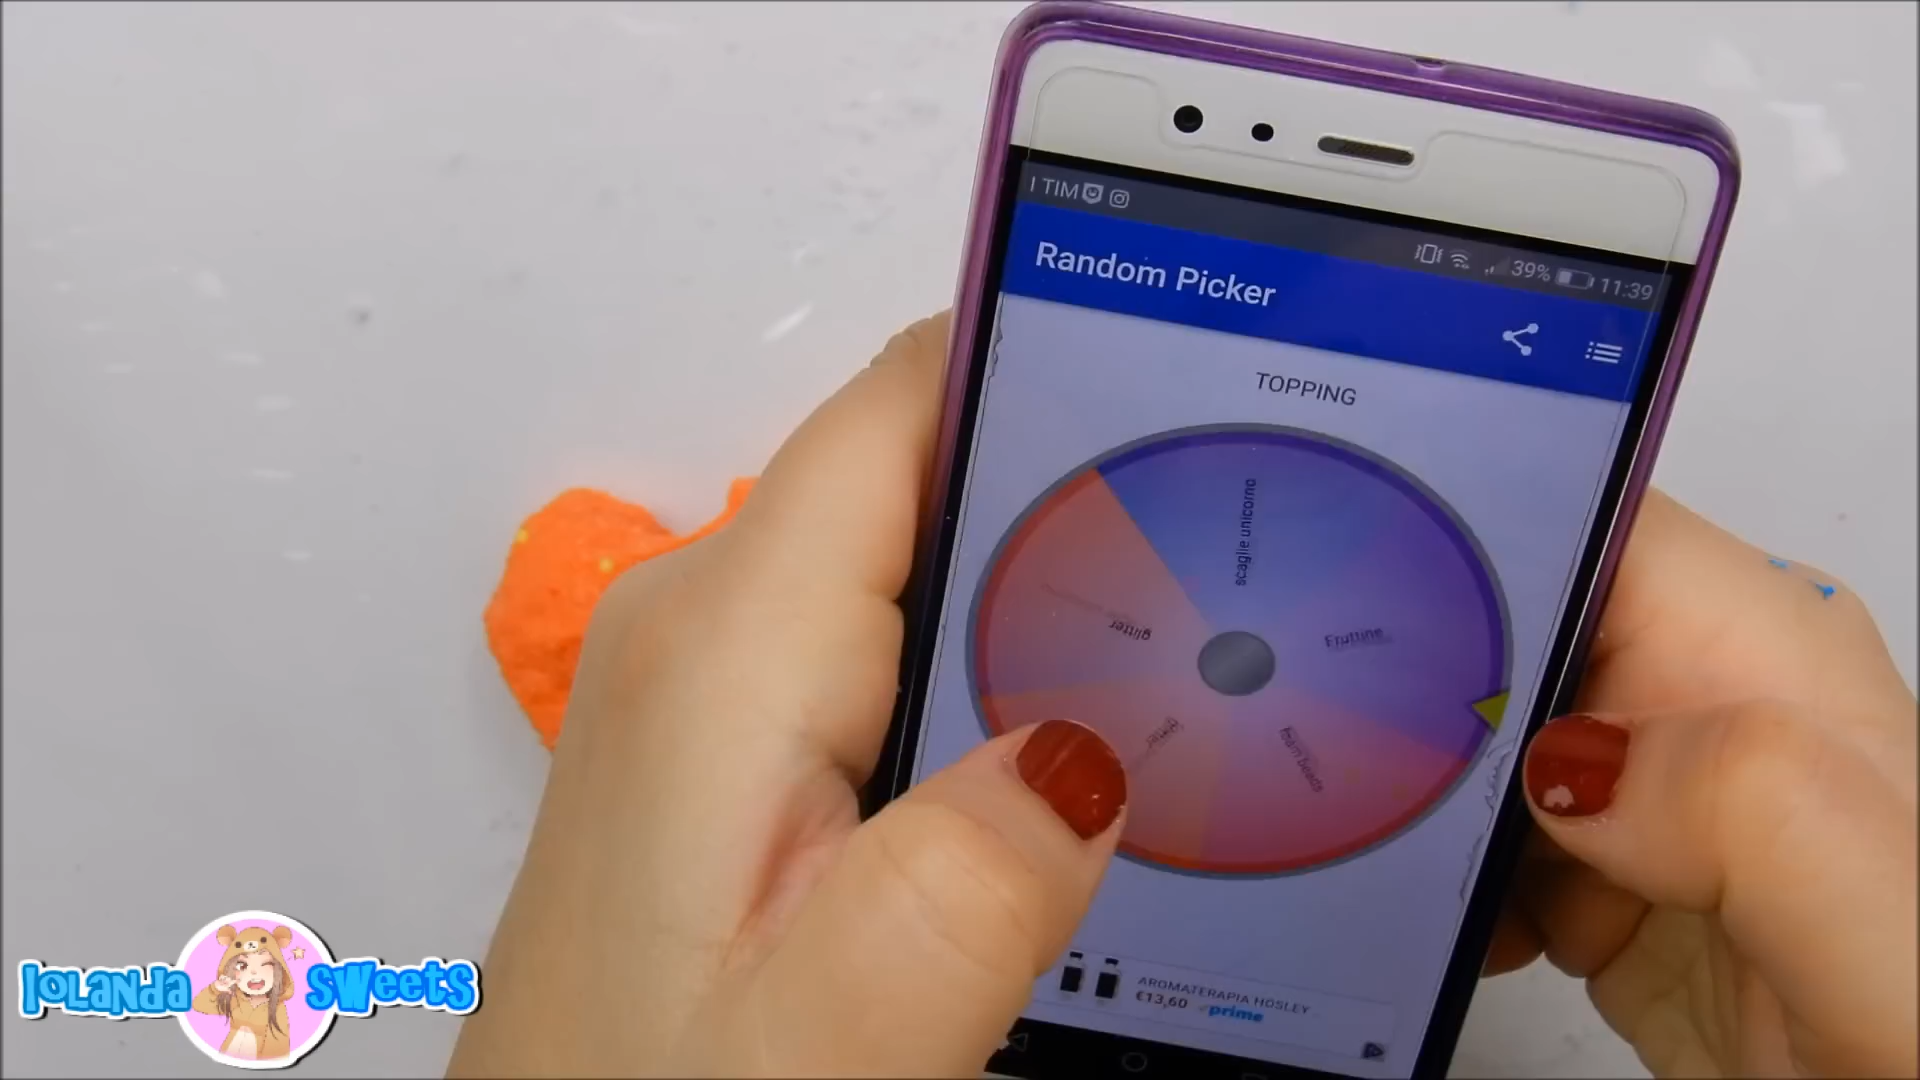 I TIM
39% 11:39
Random Picker
TOPPING
scaglie unicorno
Fruttine
glitter
foam beads
glitter
AROMATERAPIA HOSLEY
€13,60 prime
IOLANDA SWEETS